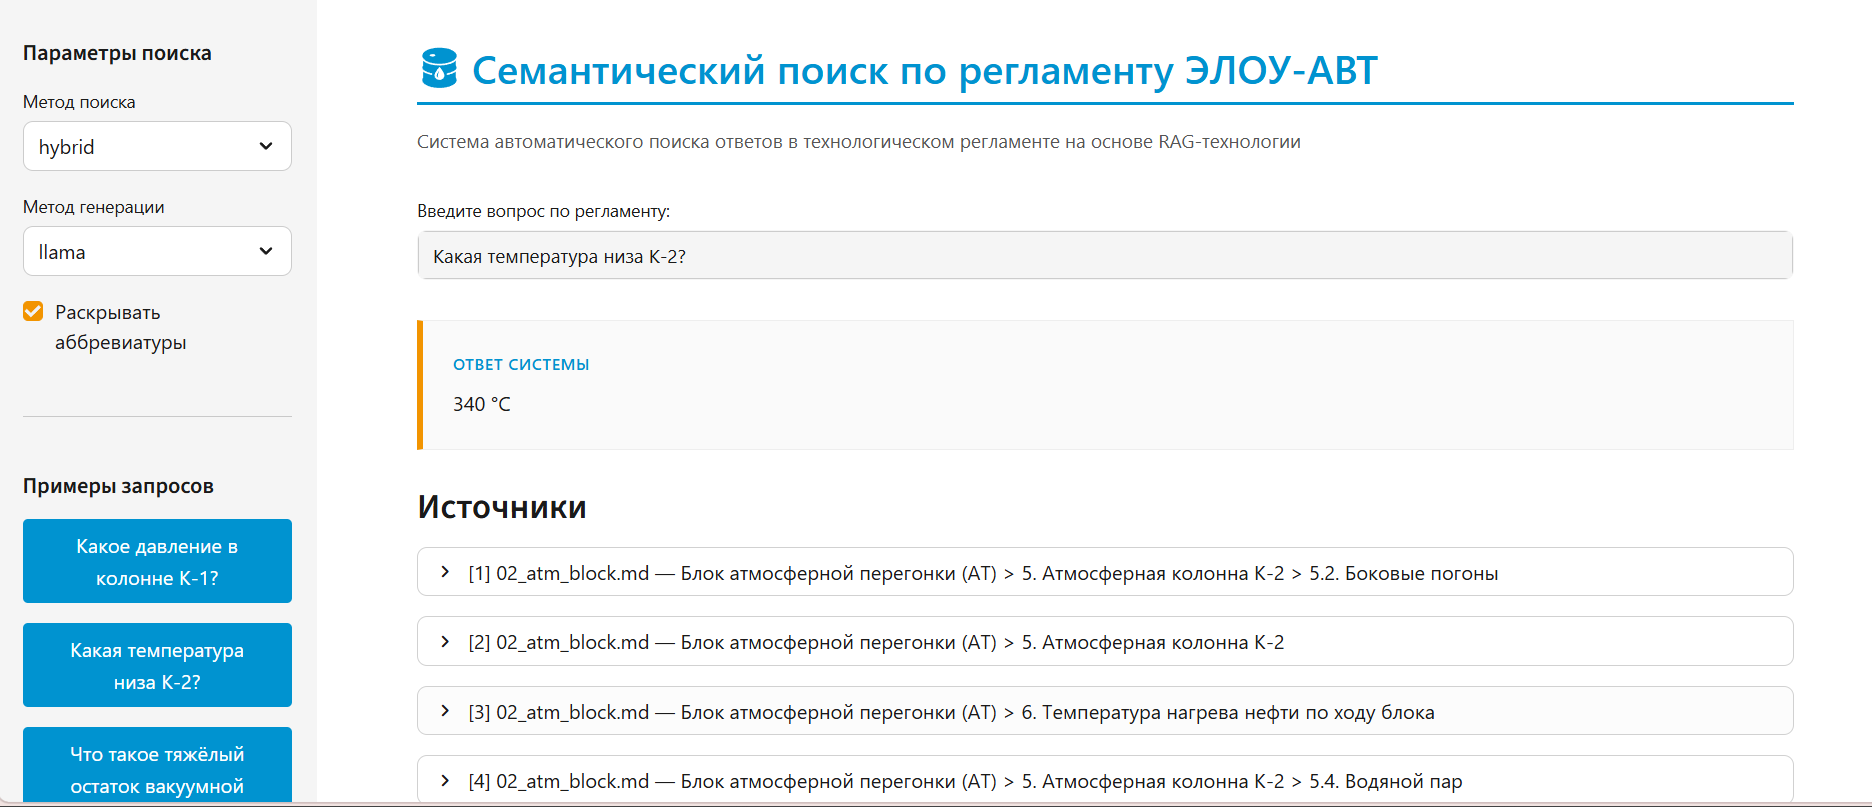 Параметры поиска
Метод поиска
hybrid
Метод генерации
llama
Раскрывать
аббревиатуры
Примеры запросов
Какое давление в
колонне К-1?
Какая температура
низа К-2?
Что такое тяжёлый
остаток вакуумной
Семантический поиск по регламенту ЭЛОУ-АВТ
Система автоматического поиска ответов в технологическом регламенте на основе RAG-технологии
Введите вопрос по регламенту:
Какая температура низа К-2?
ОТВЕТ СИСТЕМЫ
340 °C
Источники
[1] 02_atm_block.md — Блок атмосферной перегонки (АТ) > 5. Атмосферная колонна К-2 > 5.2. Боковые погоны
[2] 02_atm_block.md — Блок атмосферной перегонки (АТ) > 5. Атмосферная колонна К-2
[3] 02_atm_block.md — Блок атмосферной перегонки (АТ) > 6. Температура нагрева нефти по ходу блока
[4] 02_atm_block.md — Блок атмосферной перегонки (АТ) > 5. Атмосферная колонна К-2 > 5.4. Водяной пар